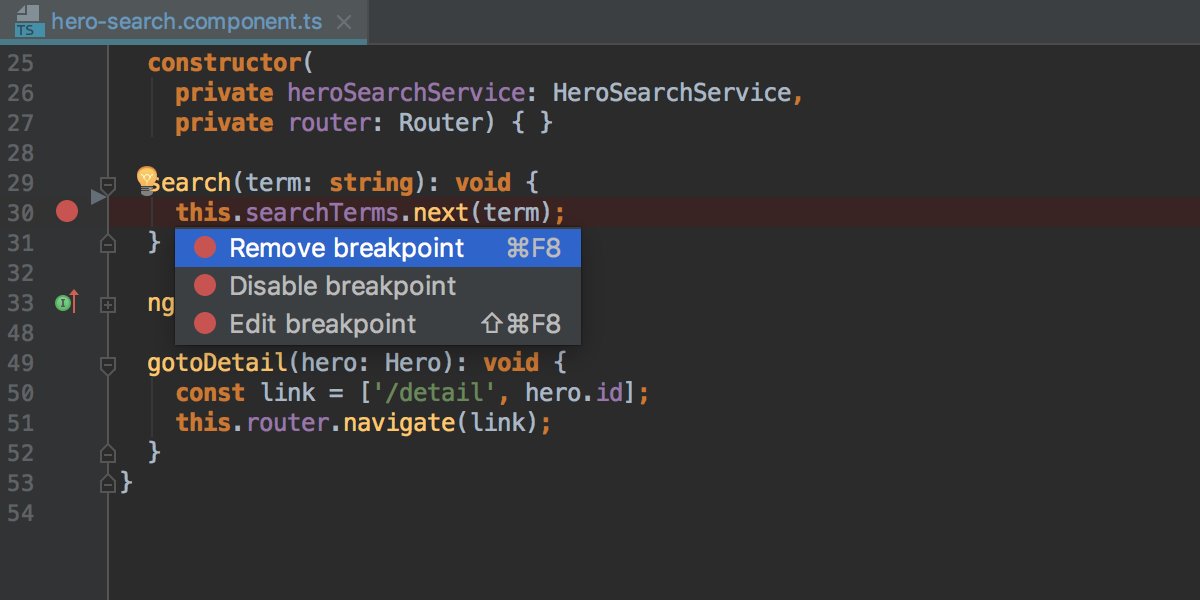 TS hero-search.component.ts
25 constructor(
26 private heroSearchService: HeroSearchService,
27 private router: Router) { }
28
29 search(term: string): void {
30 this.searchTerms.next(term);
31 }
Remove breakpoint ⌘F8
32
Disable breakpoint
33 ng
Edit breakpoint ⇧⌘F8
48
49 gotoDetail(hero: Hero): void {
50 const link = ['/detail', hero.id];
51 this.router.navigate(link);
52 }
53 }
54